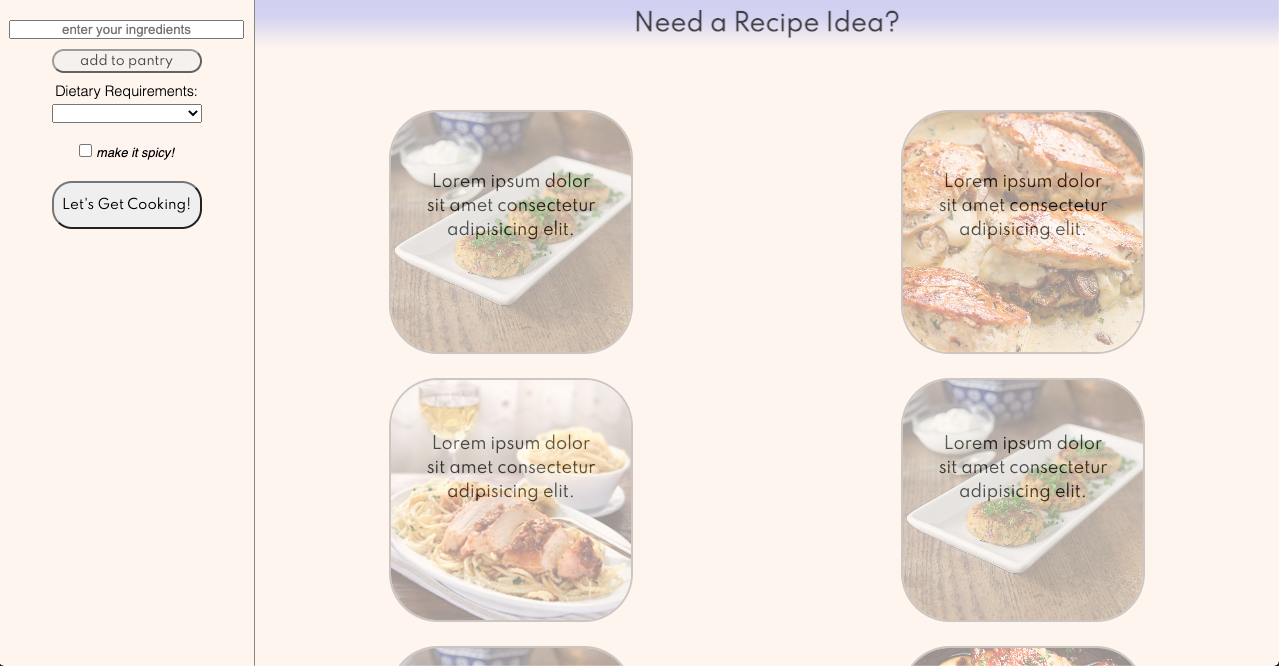 enter your ingredients
add to pantry
Dietary Requirements:
make it spicy!
Let's Get Cooking!
Need a Recipe Idea?
Lorem ipsum dolor
sit amet consectetur
adipisicing elit.
Lorem ipsum dolor
sit amet consectetur
adipisicing elit.
Lorem ipsum dolor
sit amet consectetur
adipisicing elit.
Lorem ipsum dolor
sit amet consectetur
adipisicing elit.